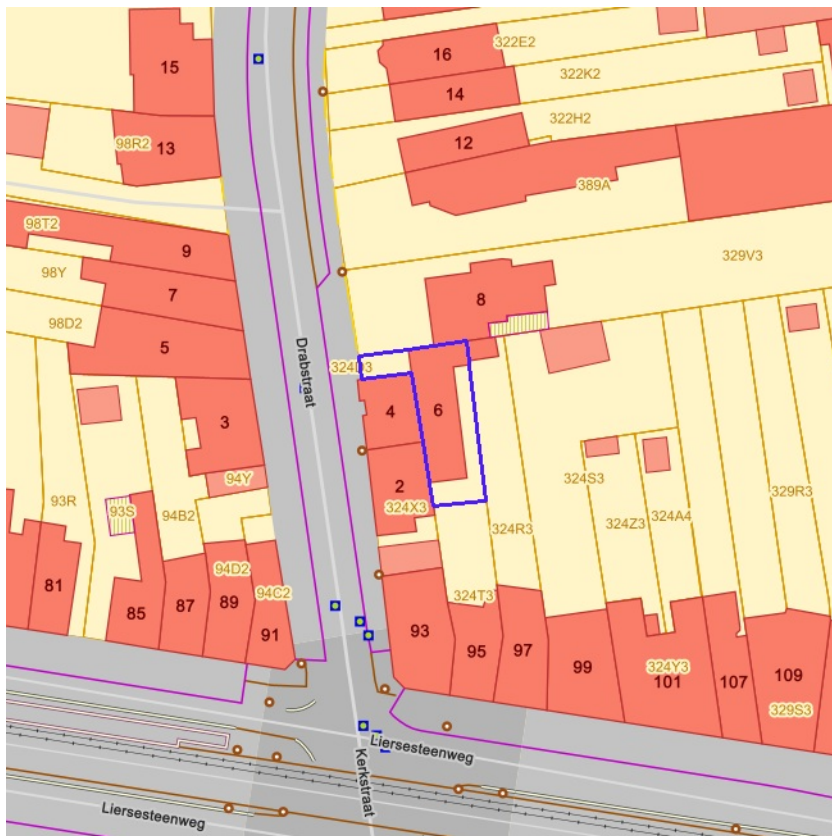 322E2
16
15
322K2
14
322H2
98R2
13
12
389A
98T2
9
329V3
98Y
7
8
98D2
5
Drabstraat
324D3
4
6
3
94Y
324S3
329R3
93R
93S
94B2
2
324X3
324R3
324Z3
324A4
81
94D2
94C2
324T3
85
87
89
91
93
95
97
99
324Y3
101
107
109
329S3
Liersesteenweg
Kerkstraat
Liersesteenweg